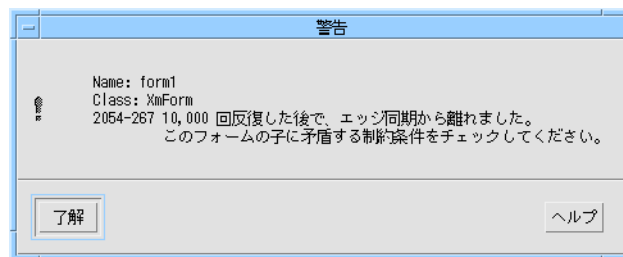 警告
Name: form1
Class: XmForm
2054-267 10,000 回反復した後で、エッジ同期から離れました。
このフォームの子に矛盾する制約条件をチェックしてください。
了解
ヘルプ